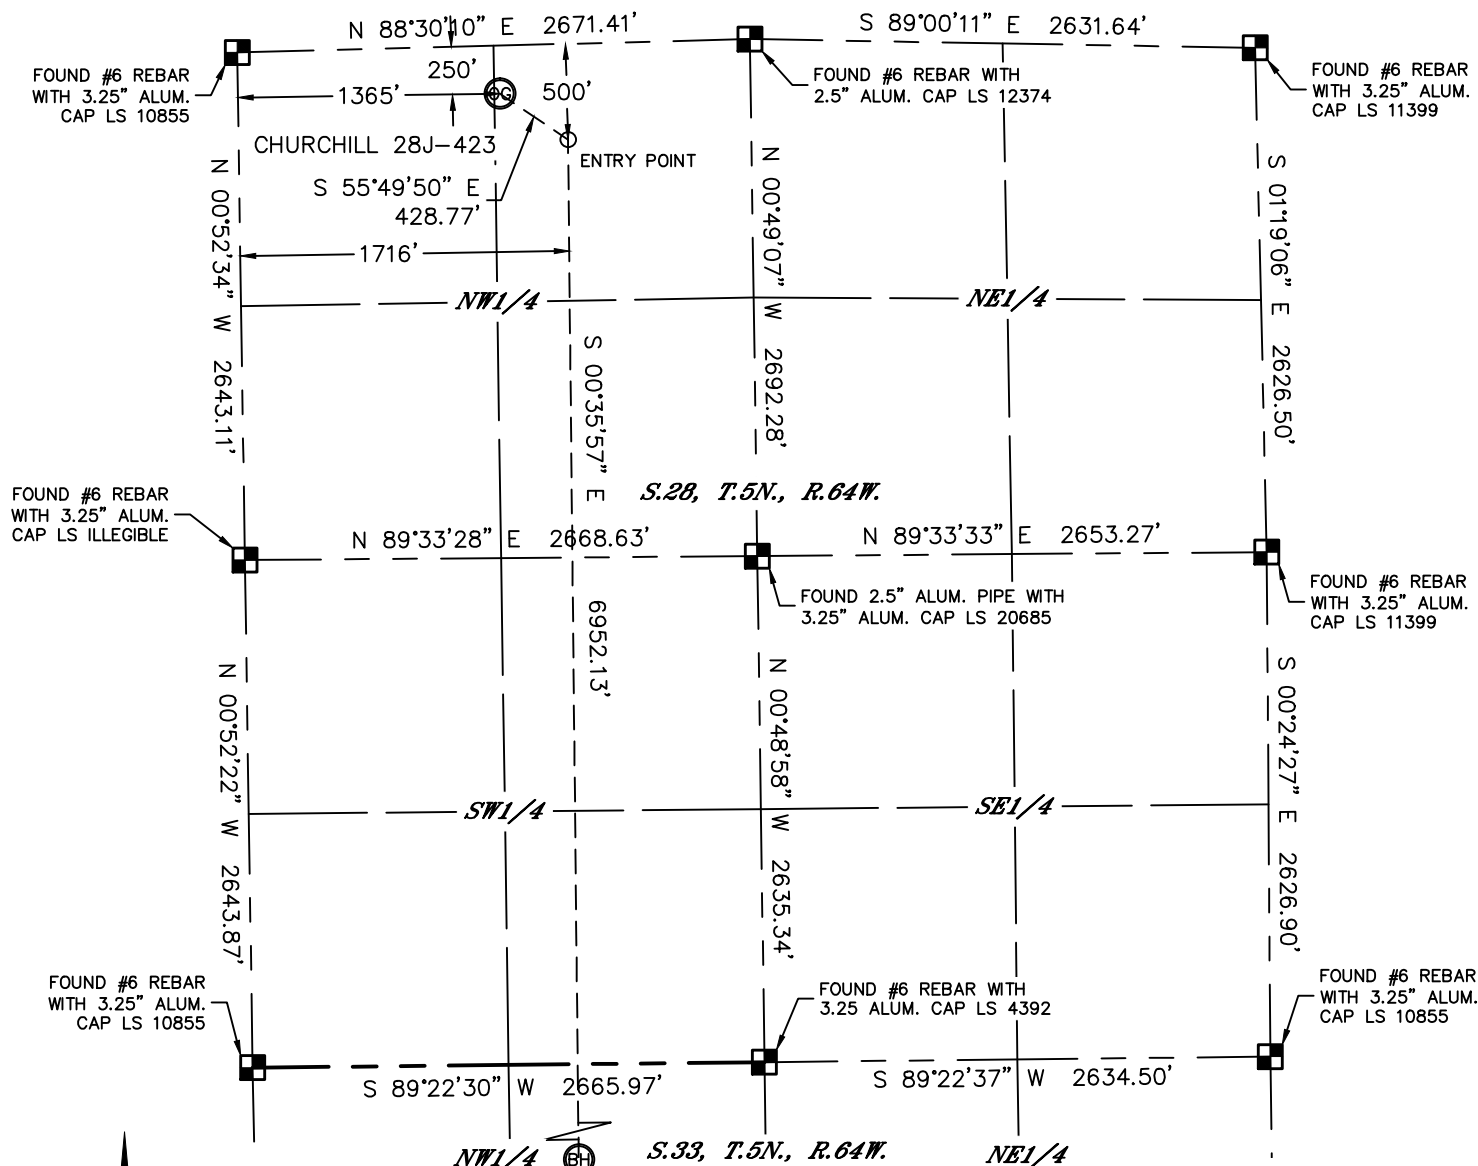 N 88°30'10" E 2671.41'
S 89°00'11" E 2631.64'
FOUND #6 REBAR
WITH 3.25" ALUM.
CAP LS 10855
250'
1365'
500'
OG
CHURCHILL 28J-423
ENTRY POINT
S 55°49'50" E
428.77'
1716'
FOUND #6 REBAR WITH
2.5" ALUM. CAP LS 12374
FOUND #6 REBAR
WITH 3.25" ALUM.
CAP LS 11399
N 00°52'34" W 2643.11'
N 00°49'07" W 2692.28'
S 01°19'06" E 2626.50'
NW1/4
NE1/4
S 00°35'57" E 6952.13'
S.28, T.5N., R.64W.
FOUND #6 REBAR
WITH 3.25" ALUM.
CAP LS ILLEGIBLE
N 89°33'28" E 2668.63'
N 89°33'33" E 2653.27'
FOUND 2.5" ALUM. PIPE WITH
3.25" ALUM. CAP LS 20685
FOUND #6 REBAR
WITH 3.25" ALUM.
CAP LS 11399
N 00°52'22" W 2643.87'
N 00°48'58" W 2635.34'
S 00°24'27" E 2626.90'
SW1/4
SE1/4
FOUND #6 REBAR
WITH 3.25" ALUM.
CAP LS 10855
FOUND #6 REBAR WITH
3.25 ALUM. CAP LS 4392
FOUND #6 REBAR
WITH 3.25" ALUM.
CAP LS 10855
S 89°22'30" W 2665.97'
S 89°22'37" W 2634.50'
NW1/4
BH
S.33, T.5N., R.64W.
NE1/4